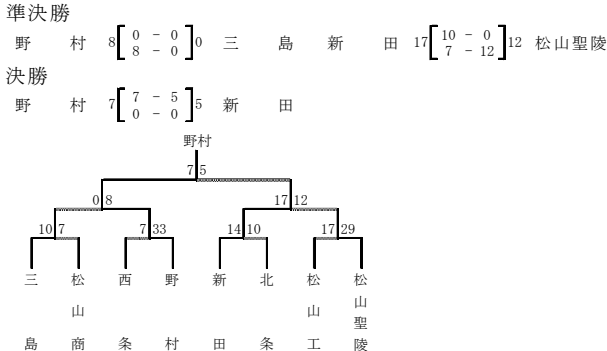 準決勝
野村 8 [ 0 - 0 ] 0 三島 新田 17 [ 10 - 0 ] 12 松山聖陵
8 - 0 7 - 12
決勝
野村 7 [ 7 - 5 ] 5 新田
0 - 0
野村
7 5
0 8 17 12
10 7 7 33 14 10 17 29
三島 松山商 西条 野村 新田 北条 松山工 松山聖陵